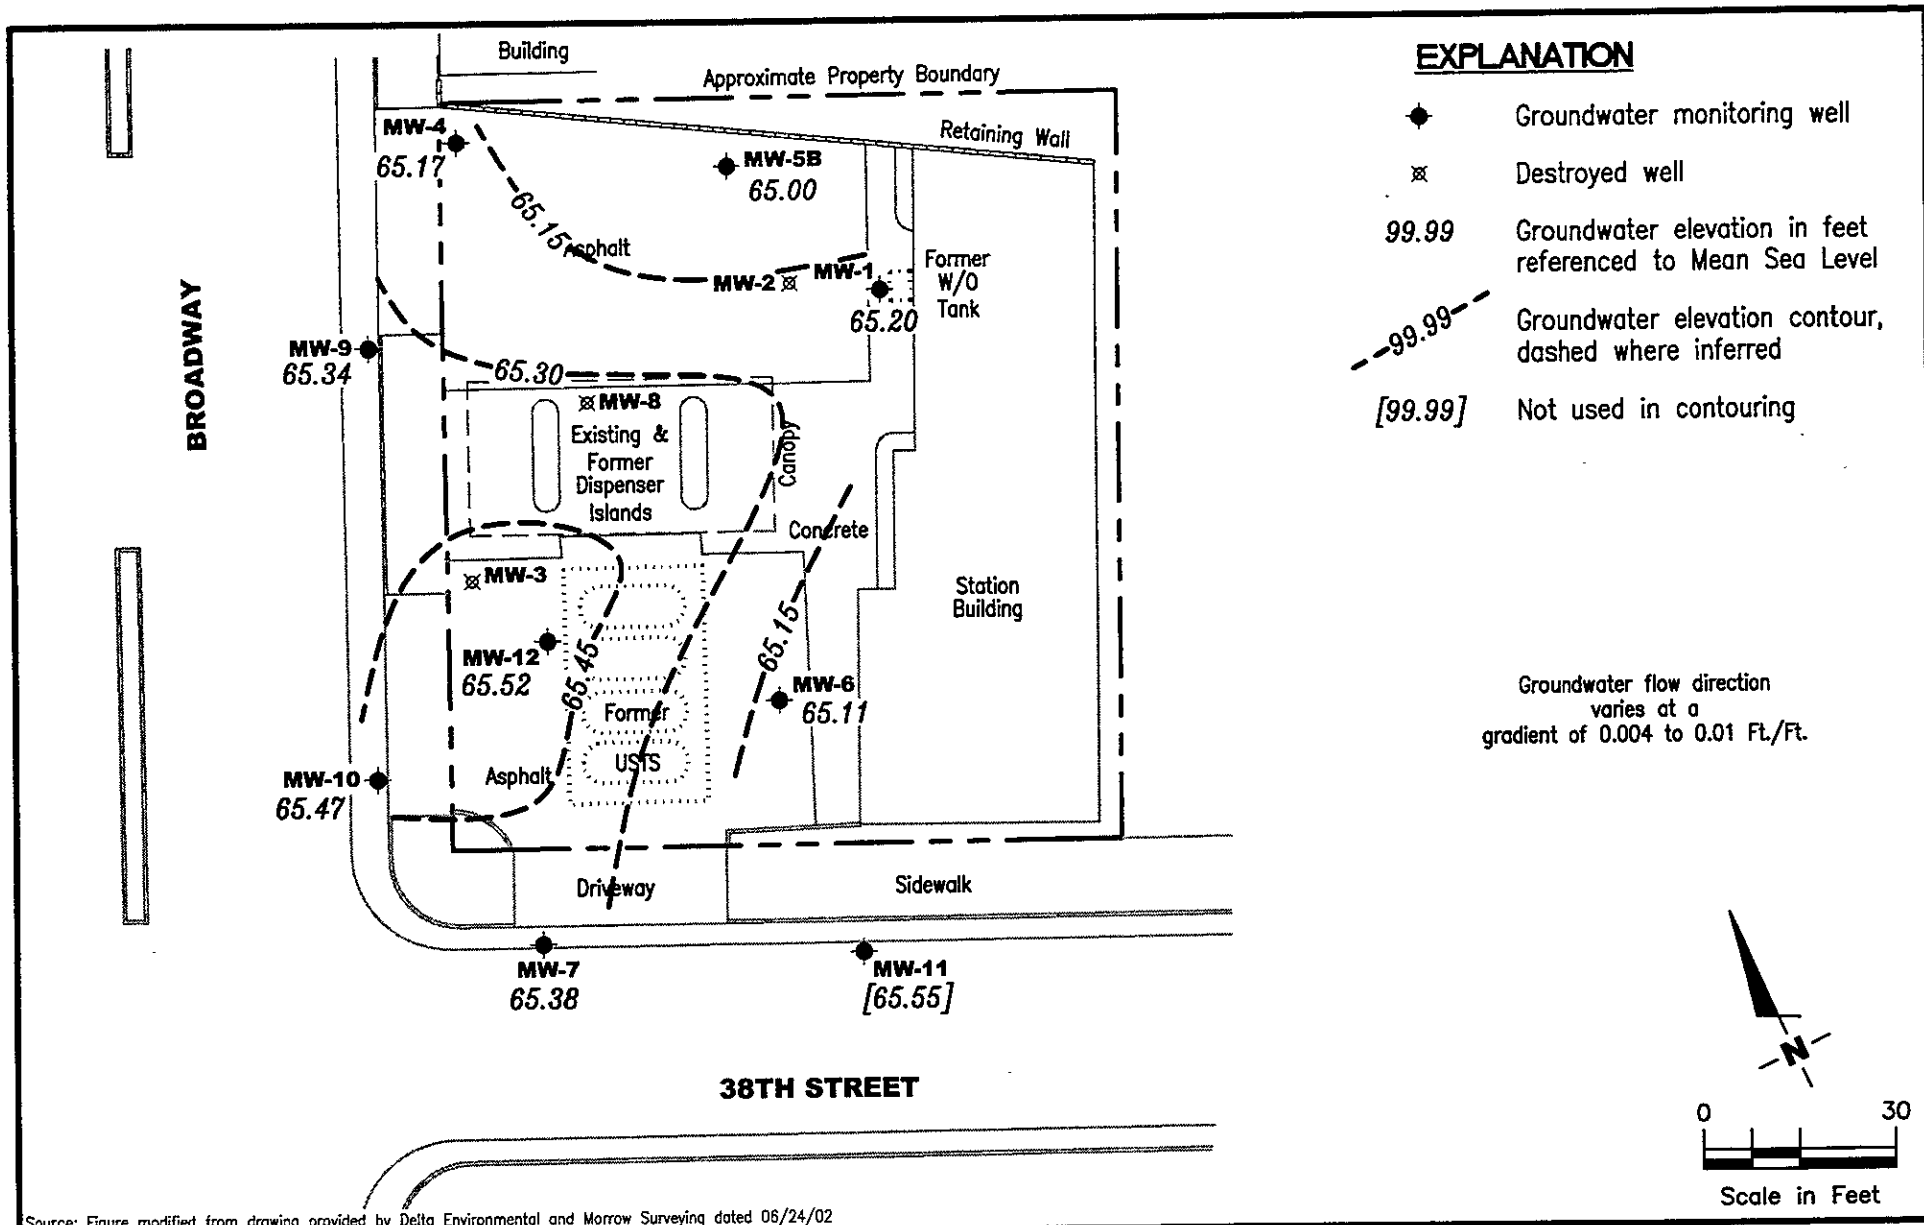 Building
Approximate Property Boundary
Retaining Wall
MW-4
65.17
MW-5B
65.00
65.15
Asphalt
MW-2
MW-1
65.20
Former
W/O
Tank
BROADWAY
MW-9
65.34
65.30
MW-8
Existing &
Former
Dispenser
Islands
Canopy
Concrete
MW-3
Station
Building
MW-12
65.52
65.45
65.15
MW-6
65.11
Former
USTS
Asphalt
MW-10
65.47
Driveway
Sidewalk
MW-7
65.38
MW-11
[65.55]
38TH STREET
EXPLANATION
Groundwater monitoring well
Destroyed well
99.99
Groundwater elevation in feet
referenced to Mean Sea Level
99.99
Groundwater elevation contour,
dashed where inferred
[99.99]
Not used in contouring
Groundwater flow direction
varies at a
gradient of 0.004 to 0.01 Ft./Ft.
N
0 30
Scale in Feet
Source: Figure modified from drawing provided by Delta Environmental and Morrow Surveying dated 06/24/02